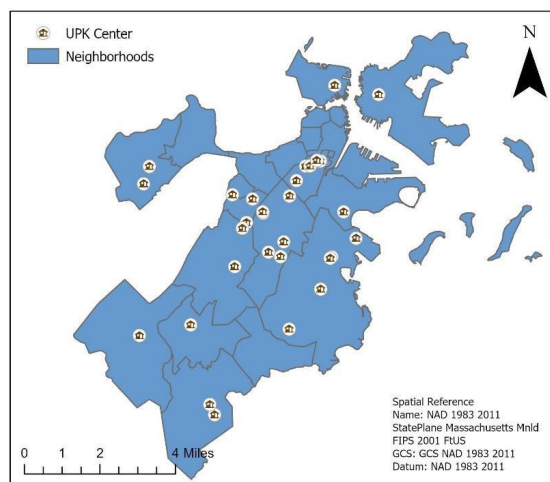 UPK Center
Neighborhoods
N
Spatial Reference
Name: NAD 1983 2011
StatePlane Massachusetts Mnld
FIPS 2001 FtUS
GCS: GCS NAD 1983 2011
Datum: NAD 1983 2011
0 1 2 4 Miles